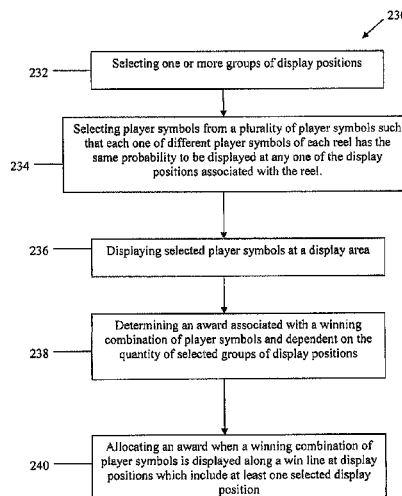 230
232
Selecting one or more groups of display positions
234
Selecting player symbols from a plurality of player symbols such
that each one of different player symbols of each reel has the
same probability to be displayed at any one of the display
positions associated with the reel.
236
Displaying selected player symbols at a display area
238
Determining an award associated with a winning
combination of player symbols and dependent on the
quantity of selected groups of display positions
240
Allocating an award when a winning combination of
player symbols is displayed along a win line at display
positions which include at least one selected display
position